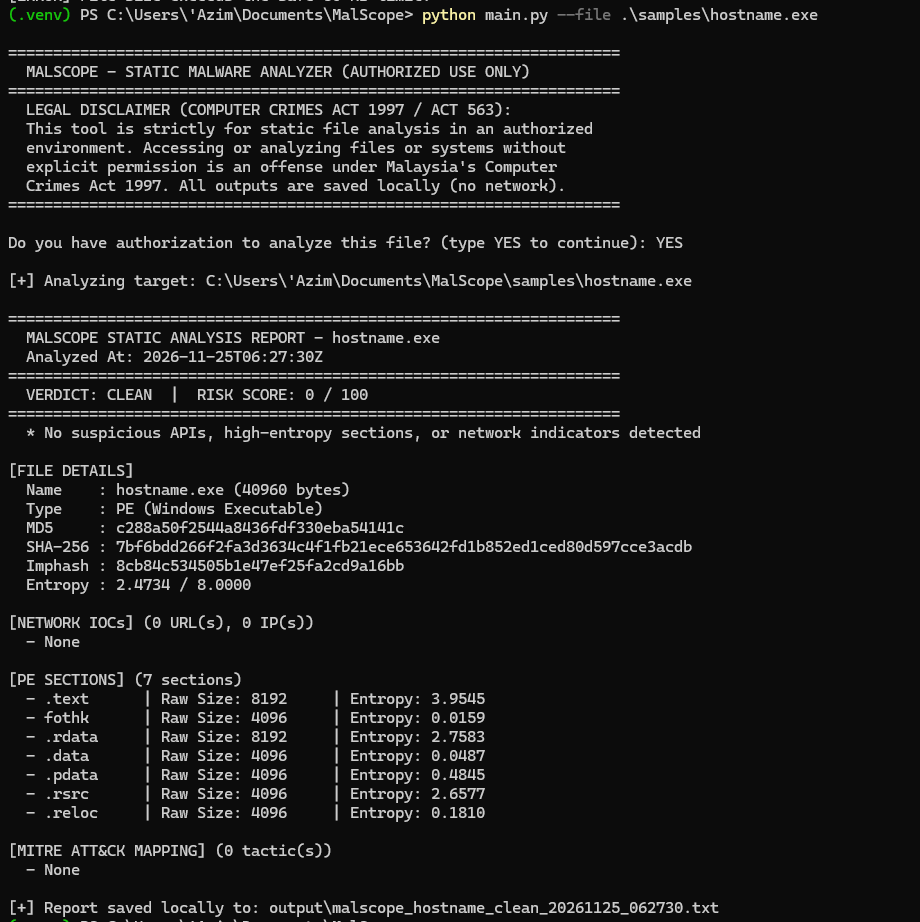 (.venv) PS C:\Users\'Azim\Documents\MalScope> python main.py --file .\samples\hostname.exe
======================================================================
MALSCOPE - STATIC MALWARE ANALYZER (AUTHORIZED USE ONLY)
======================================================================
LEGAL DISCLAIMER (COMPUTER CRIMES ACT 1997 / ACT 563):
This tool is strictly for static file analysis in an authorized
environment. Accessing or analyzing files or systems without
explicit permission is an offense under Malaysia's Computer
Crimes Act 1997. All outputs are saved locally (no network).
======================================================================
Do you have authorization to analyze this file? (type YES to continue): YES
[+] Analyzing target: C:\Users\'Azim\Documents\MalScope\samples\hostname.exe
======================================================================
MALSCOPE STATIC ANALYSIS REPORT - hostname.exe
Analyzed At: 2026-11-25T06:27:30Z
======================================================================
VERDICT: CLEAN | RISK SCORE: 0 / 100
======================================================================
* No suspicious APIs, high-entropy sections, or network indicators detected
[FILE DETAILS]
Name : hostname.exe (40960 bytes)
Type : PE (Windows Executable)
MD5 : c288a50f2544a8436fdf330eba54141c
SHA-256 : 7bf6bdd266f2fa3d3634c4f1fb21ece653642fd1b852ed1ced80d597cce3acdb
Imphash : 8cb84c534505b1e47ef25fa2cd9a16bb
Entropy : 2.4734 / 8.0000
[NETWORK IOCs] (0 URL(s), 0 IP(s))
- None
[PE SECTIONS] (7 sections)
- .text | Raw Size: 8192 | Entropy: 3.9545
- fothk | Raw Size: 4096 | Entropy: 0.0159
- .rdata | Raw Size: 8192 | Entropy: 2.7583
- .data | Raw Size: 4096 | Entropy: 0.0487
- .pdata | Raw Size: 4096 | Entropy: 0.4845
- .rsrc | Raw Size: 4096 | Entropy: 2.6577
- .reloc | Raw Size: 4096 | Entropy: 0.1810
[MITRE ATT&CK MAPPING] (0 tactic(s))
- None
[+] Report saved locally to: output\malscope_hostname_clean_20261125_062730.txt